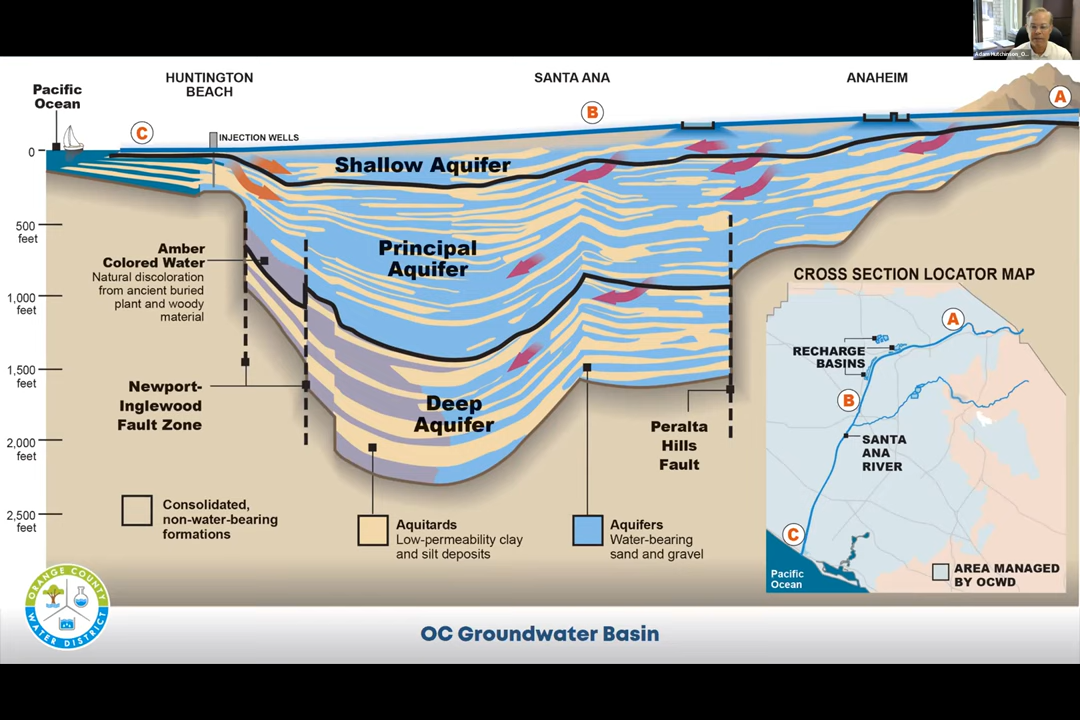 Adam Hutchinson_O...
HUNTINGTON
BEACH
SANTA ANA
ANAHEIM
Pacific
Ocean
A
B
C
INJECTION WELLS
0
Shallow Aquifer
500
feet
Principal
Aquifer
Amber
Colored Water
Natural discoloration
from ancient buried
plant and woody
material
1,000
feet
1,500
feet
Newport-
Inglewood
Fault Zone
Deep
Aquifer
Peralta
Hills
Fault
2,000
feet
2,500
feet
Consolidated,
non-water-bearing
formations
Aquitards
Low-permeability clay
and silt deposits
Aquifers
Water-bearing
sand and gravel
CROSS SECTION LOCATOR MAP
A
RECHARGE
BASINS
B
SANTA
ANA
RIVER
C
Pacific
Ocean
AREA MANAGED
BY OCWD
ORANGE COUNTY
WATER DISTRICT
OC Groundwater Basin